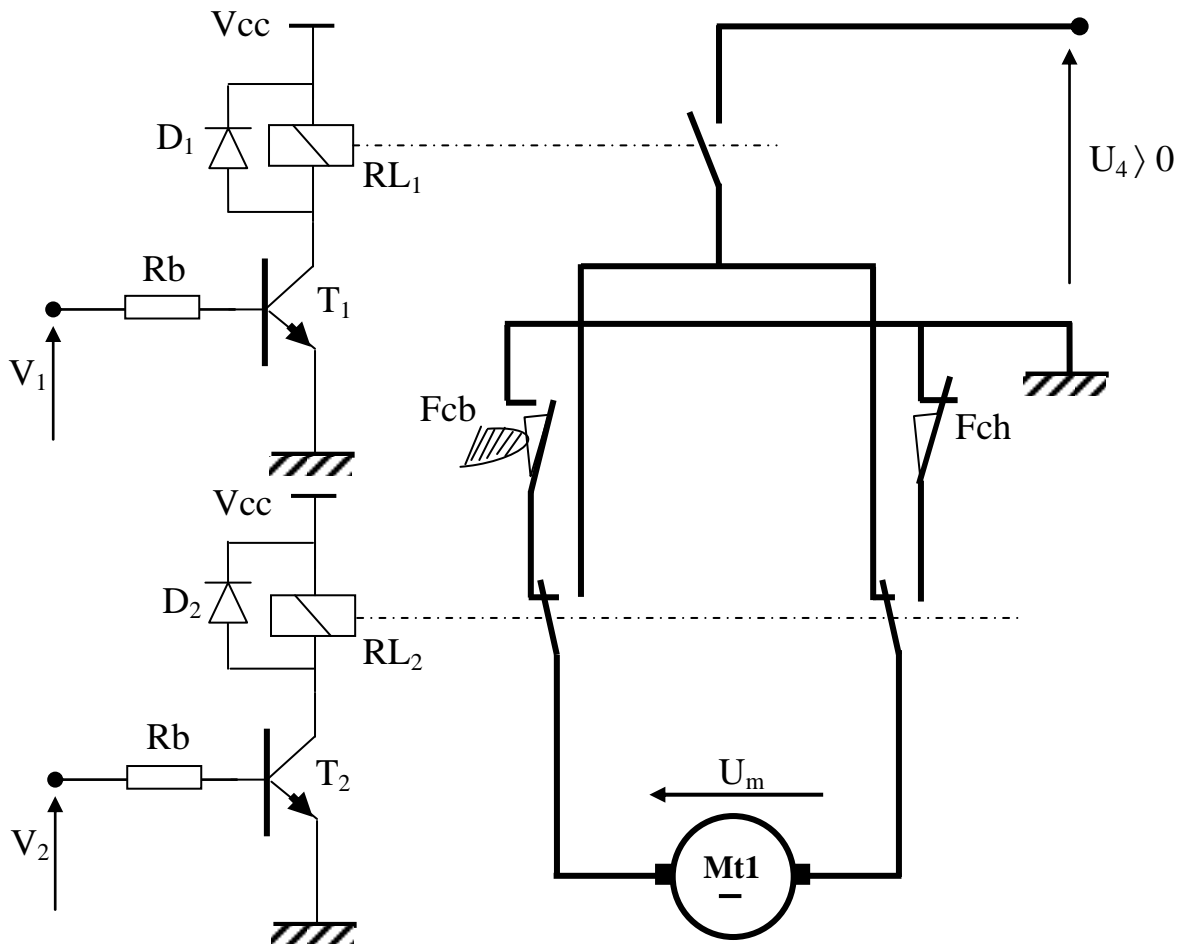 Vcc
D₁
RL₁
U₄ ⟩ 0
Rb
T₁
V₁
Fcb
Fch
Vcc
D₂
RL₂
Rb
T₂
Uₘ
V₂
Mt1